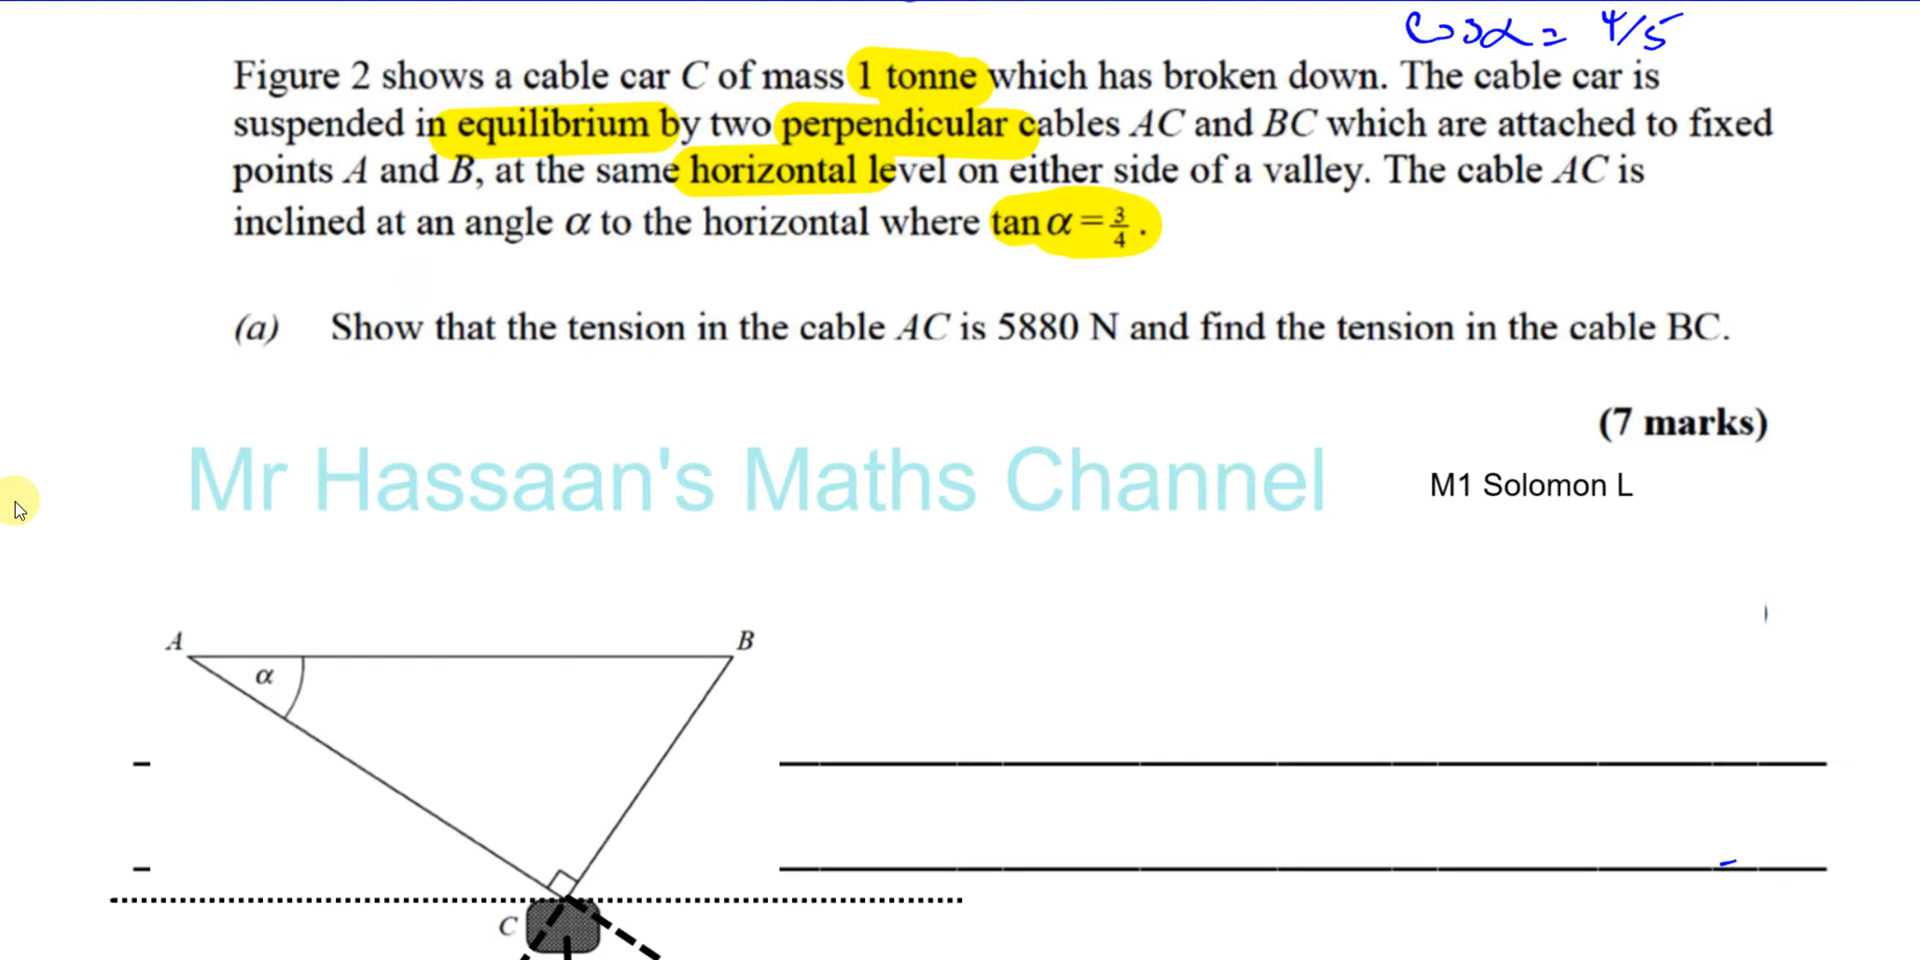 cosα = 4/5
Figure 2 shows a cable car C of mass 1 tonne which has broken down. The cable car is
suspended in equilibrium by two perpendicular cables AC and BC which are attached to fixed
points A and B, at the same horizontal level on either side of a valley. The cable AC is
inclined at an angle α to the horizontal where tan α = 3/4 .
(a) Show that the tension in the cable AC is 5880 N and find the tension in the cable BC.
(7 marks)
Mr Hassaan's Maths Channel
M1 Solomon L
)
A
B
α
C